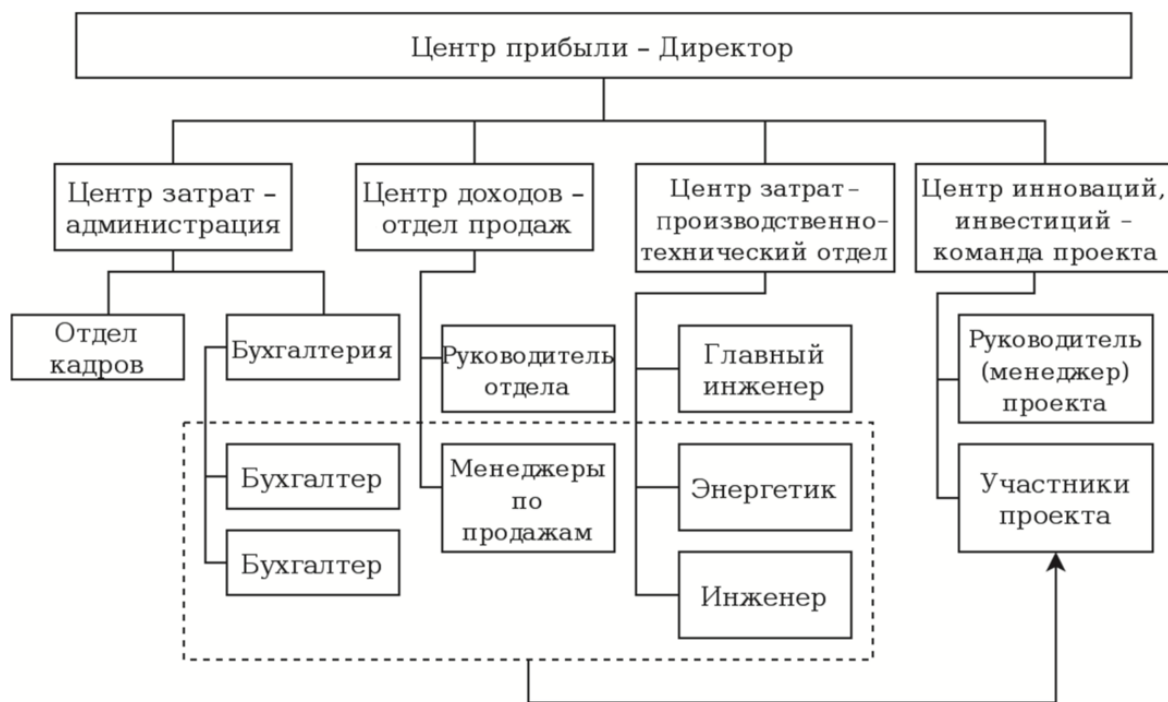 Центр прибыли – Директор
Центр затрат –
администрация
Центр доходов –
отдел продаж
Центр затрат –
производственно-
технический отдел
Центр инноваций,
инвестиций –
команда проекта
Отдел
кадров
Бухгалтерия
Руководитель
отдела
Главный
инженер
Руководитель
(менеджер)
проекта
Бухгалтер
Менеджеры
по
продажам
Энергетик
Участники
проекта
Бухгалтер
Инженер